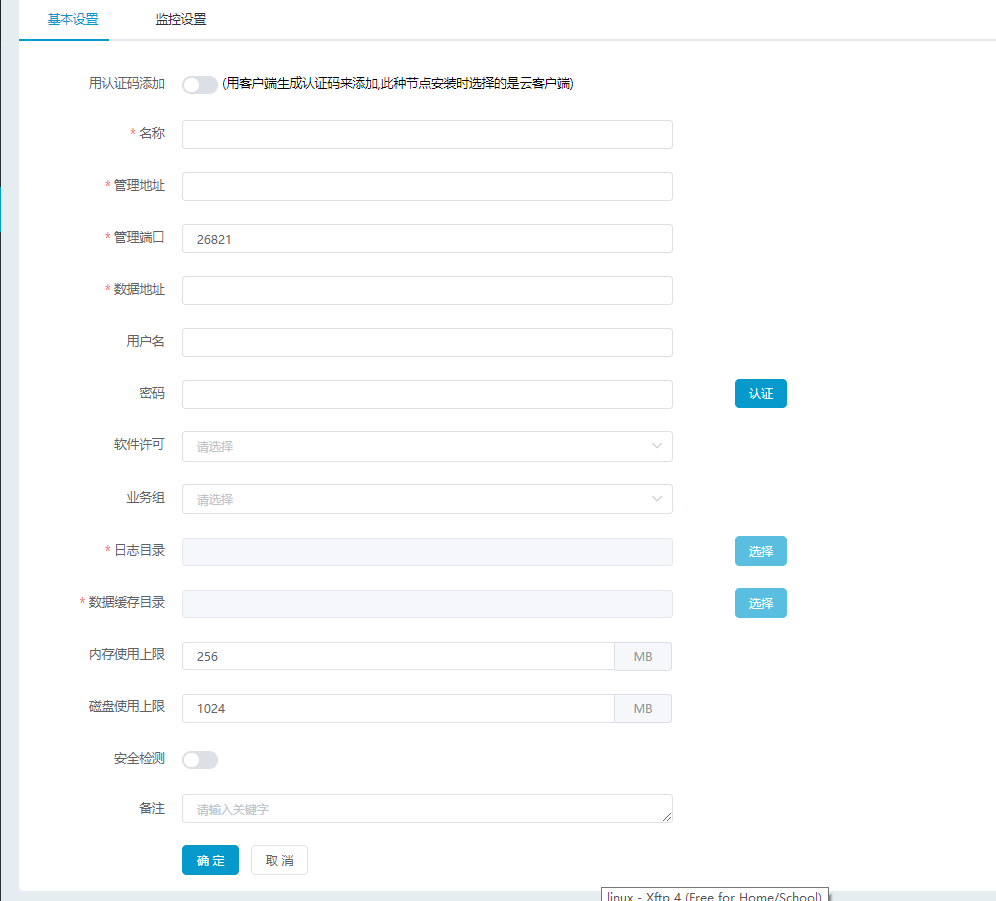 基本设置 监控设置
用认证码添加 (用客户端生成认证码来添加,此种节点安装时选择的是云客户端)
* 名称
* 管理地址
* 管理端口 26821
* 数据地址
用户名
密码 认证
软件许可 请选择
业务组 请选择
* 日志目录 选择
* 数据缓存目录 选择
内存使用上限 256 MB
磁盘使用上限 1024 MB
安全检测
备注 请输入关键字
确 定 取 消
linux - Xftp 4 (Free for Home/School)